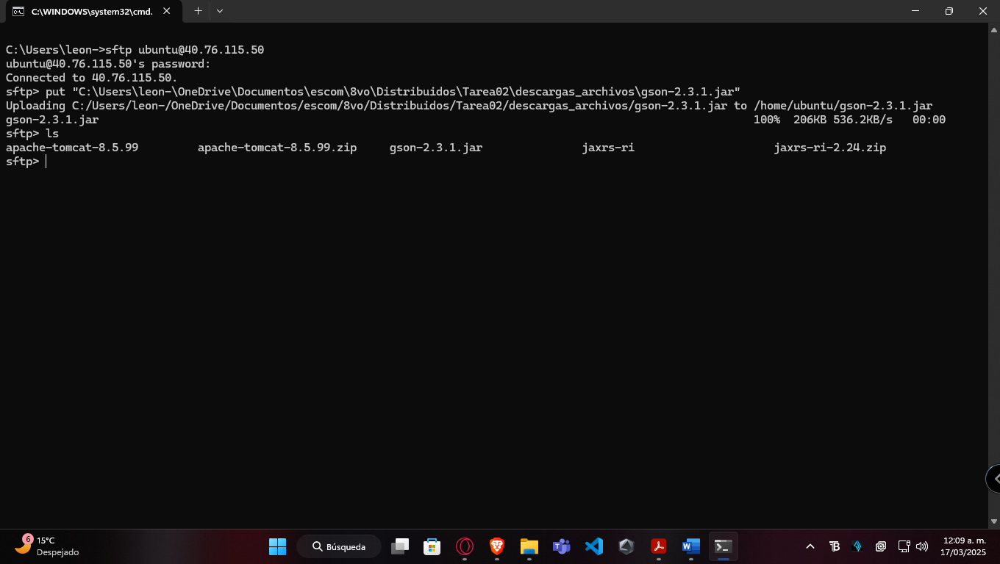 C:\WINDOWS\system32\cmd.
C:\Users\leon->sftp ubuntu@40.76.115.50
ubuntu@40.76.115.50's password:
Connected to 40.76.115.50.
sftp> put "C:\Users\leon-\OneDrive\Documentos\escom\8vo\Distribuidos\Tarea02\descargas_archivos\gson-2.3.1.jar"
Uploading C:/Users/leon-/OneDrive/Documentos/escom/8vo/Distribuidos/Tarea02/descargas_archivos/gson-2.3.1.jar to /home/ubuntu/gson-2.3.1.jar
gson-2.3.1.jar 100% 206KB 536.2KB/s 00:00
sftp> ls
apache-tomcat-8.5.99 apache-tomcat-8.5.99.zip gson-2.3.1.jar jaxrs-ri jaxrs-ri-2.24.zip
sftp>
6
15°C
Despejado
Búsqueda
12:09 a. m.
17/03/2025